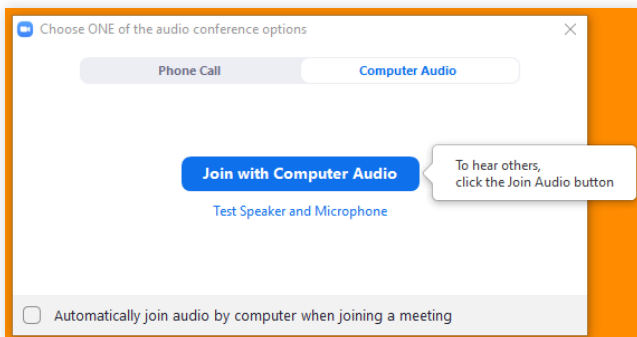 Choose ONE of the audio conference options
Phone Call
Computer Audio
Join with Computer Audio
To hear others,
click the Join Audio button
Test Speaker and Microphone
Automatically join audio by computer when joining a meeting